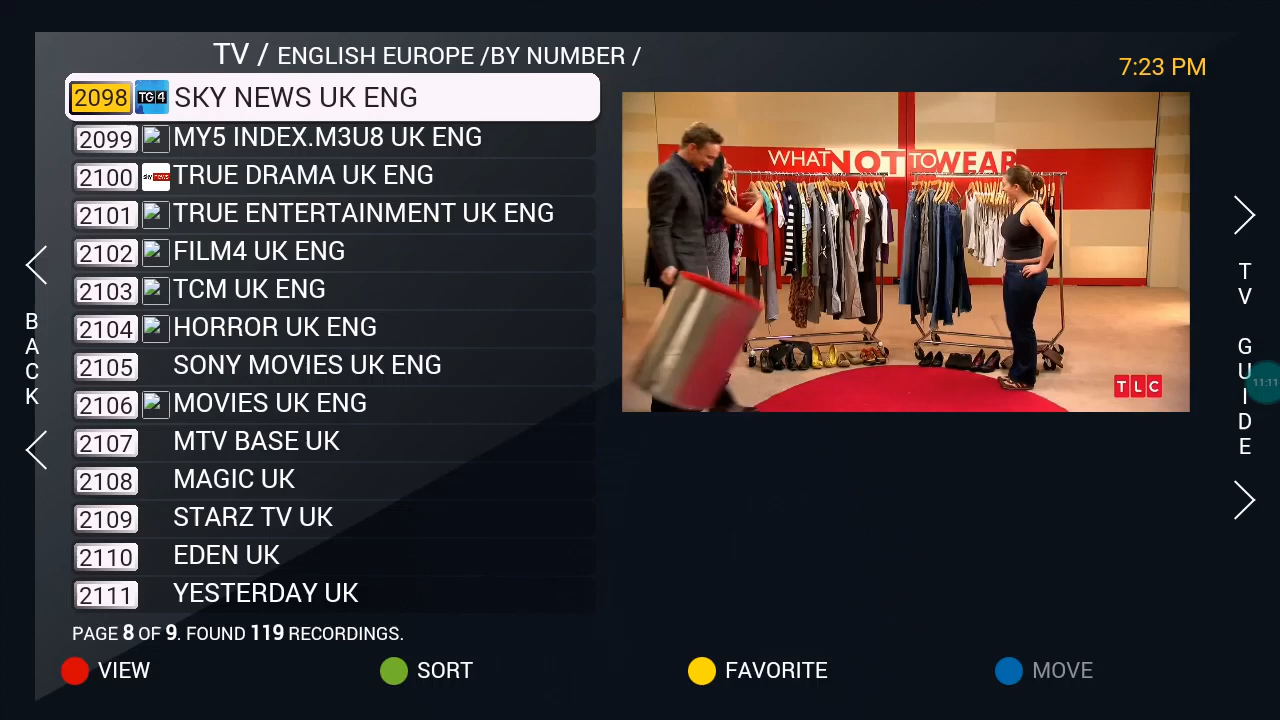 TV / ENGLISH EUROPE /BY NUMBER /
7:23 PM
2098 TG4 SKY NEWS UK ENG
2099 MY5 INDEX.M3U8 UK ENG
2100 sky news TRUE DRAMA UK ENG
2101 TRUE ENTERTAINMENT UK ENG
2102 FILM4 UK ENG
2103 TCM UK ENG
2104 HORROR UK ENG
2105 SONY MOVIES UK ENG
2106 MOVIES UK ENG
2107 MTV BASE UK
2108 MAGIC UK
2109 STARZ TV UK
2110 EDEN UK
2111 YESTERDAY UK
PAGE 8 OF 9. FOUND 119 RECORDINGS.
VIEW
SORT
FAVORITE
MOVE
BACK
WHAT NOT TO WEAR
TLC
TV GUIDE
11:11